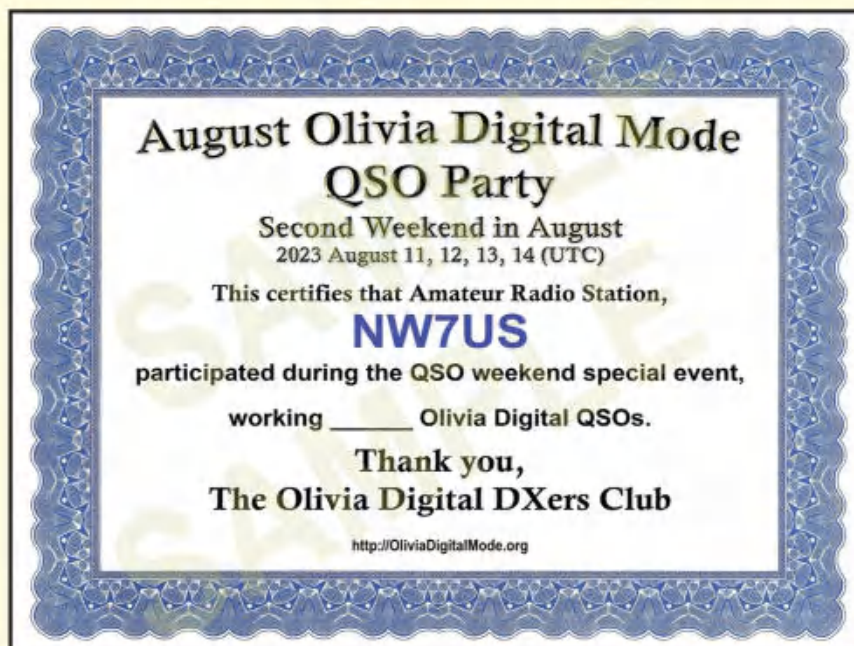 August Olivia Digital Mode
QSO Party
Second Weekend in August
2023 August 11, 12, 13, 14 (UTC)
This certifies that Amateur Radio Station,
NW7US
participated during the QSO weekend special event,
working ______ Olivia Digital QSOs.
Thank you,
The Olivia Digital DXers Club
http://OliviaDigitalMode.org
SAMPLE
SAMPLE